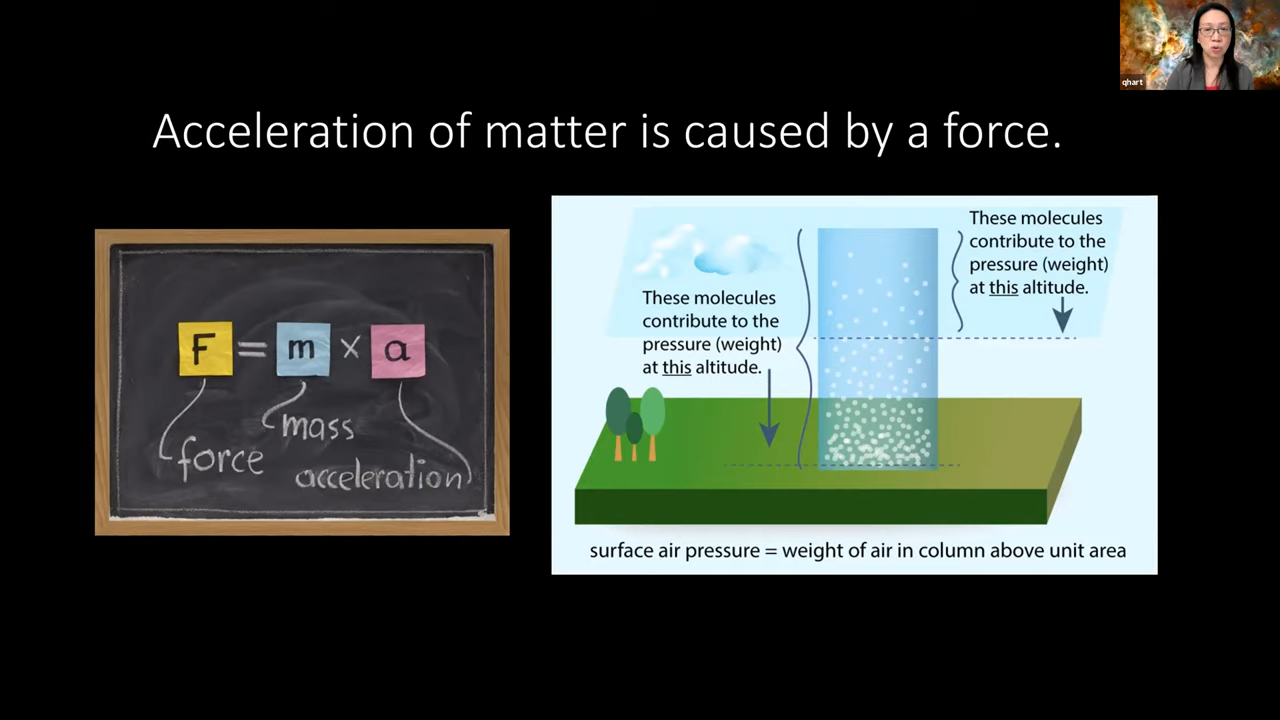 qhart
Acceleration of matter is caused by a force.
F = m × a
force
mass
acceleration
These molecules
contribute to the
pressure (weight)
at this altitude.
These molecules
contribute to the
pressure (weight)
at this altitude.
surface air pressure = weight of air in column above unit area